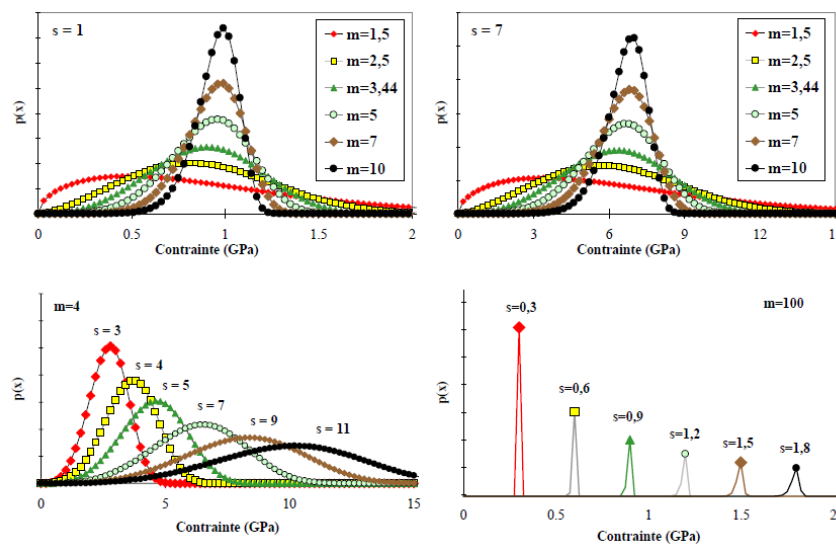 s = 1
m=1,5
m=2,5
m=3,44
m=5
m=7
m=10
p(x)
0 0.5 1 1.5 2
Contrainte (GPa)
s = 7
m=1,5
m=2,5
m=3,44
m=5
m=7
m=10
p(x)
0 3 6 9 12 15
Contrainte (GPa)
m=4
s = 3
s = 4
s = 5
s = 7
s = 9
s = 11
p(x)
0 5 10 15
Contrainte (GPa)
m=100
s=0,3
s=0,6
s=0,9
s=1,2
s=1,5
s=1,8
p(x)
0 0.5 1 1.5 2
Contrainte (GPa)